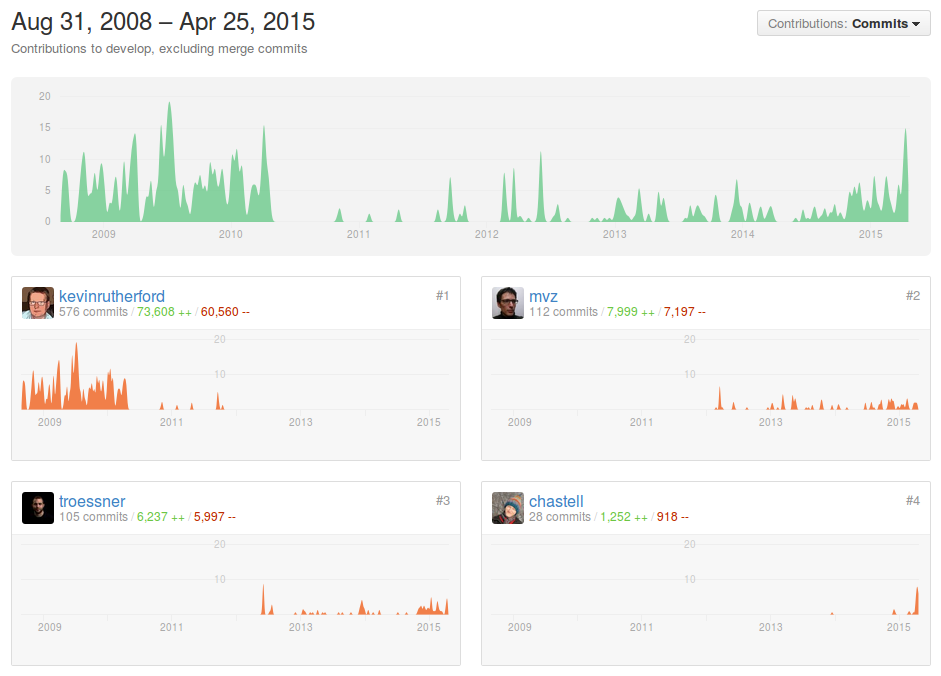 Aug 31, 2008 – Apr 25, 2015
Contributions: Commits
Contributions to develop, excluding merge commits
20
15
10
5
0
2009 2010 2011 2012 2013 2014 2015
kevinrutherford #1
576 commits / 73,608 ++ / 60,560 --
20
10
2009 2011 2013 2015
mvz #2
112 commits / 7,999 ++ / 7,197 --
20
10
2009 2011 2013 2015
troessner #3
105 commits / 6,237 ++ / 5,997 --
20
10
2009 2011 2013 2015
chastell #4
28 commits / 1,252 ++ / 918 --
20
10
2009 2011 2013 2015